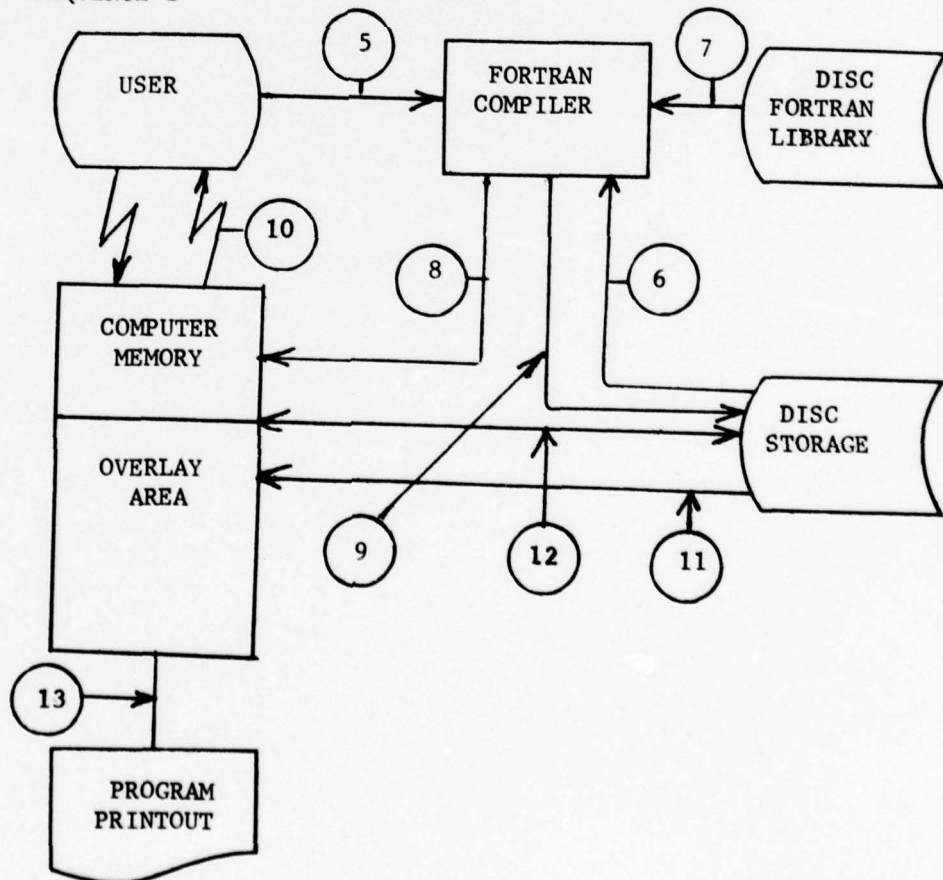 5
7
USER
FORTRAN
COMPILER
DISC
FORTRAN
LIBRARY
10
8
6
COMPUTER
MEMORY
DISC
STORAGE
OVERLAY
AREA
9
12
11
13
PROGRAM
PRINTOUT